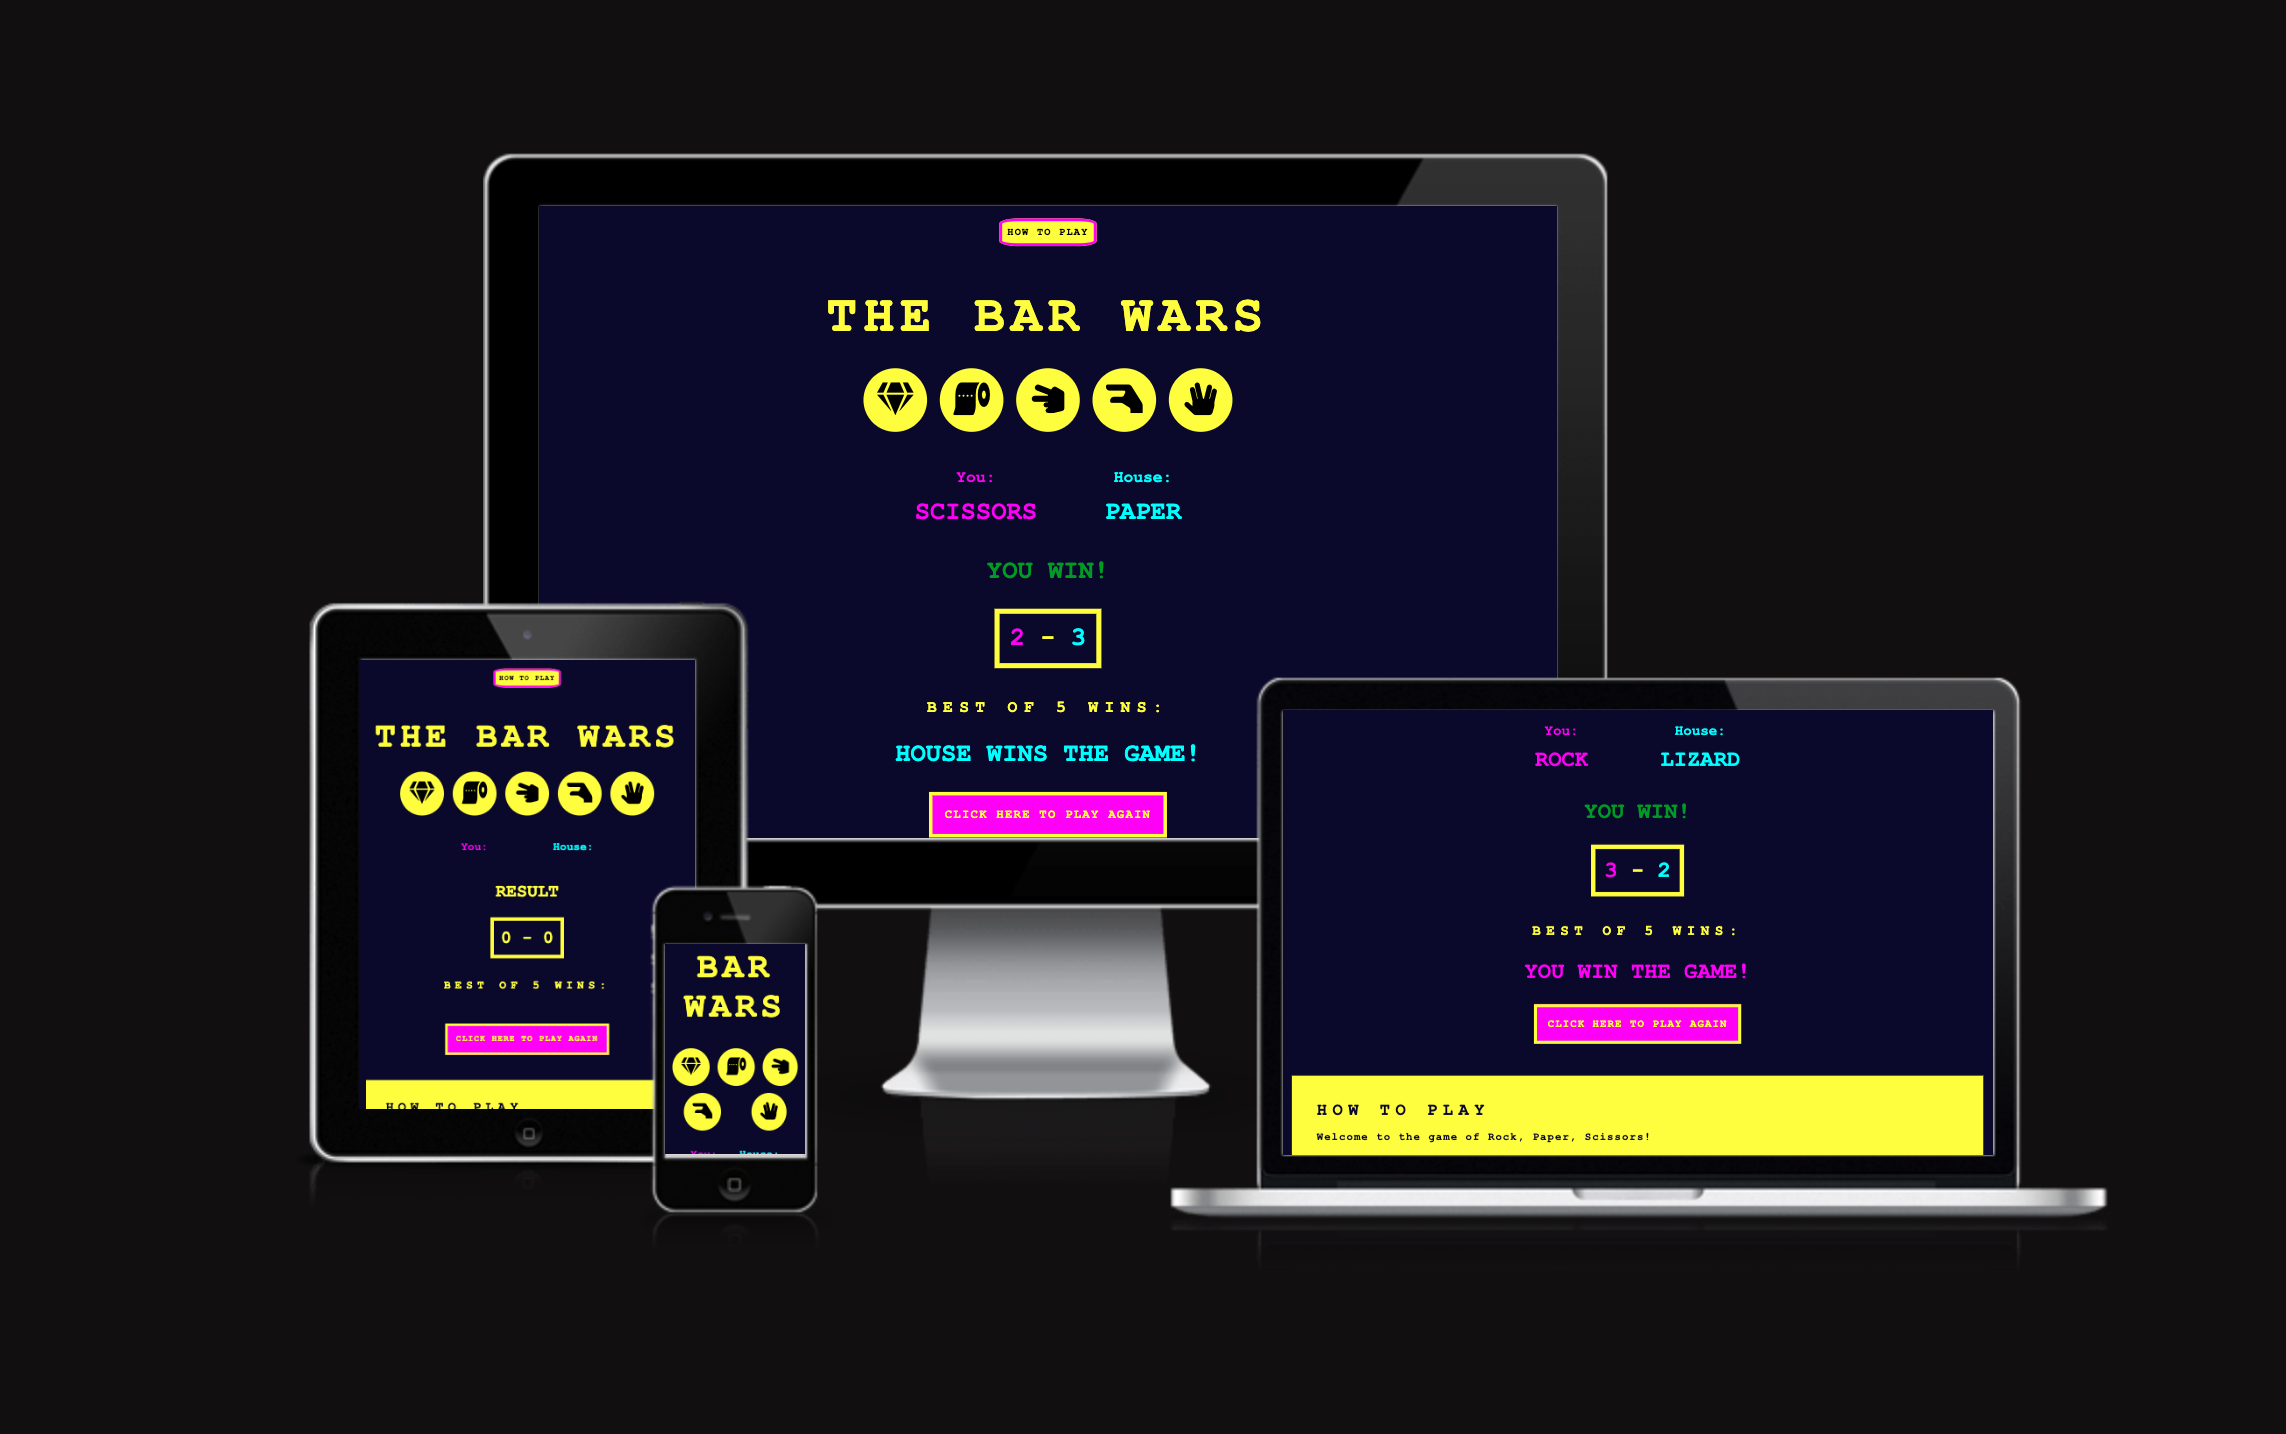 HOW TO PLAY
THE BAR WARS
You: House:
SCISSORS PAPER
YOU WIN!
2 - 3
BEST OF 5 WINS:
HOUSE WINS THE GAME!
CLICK HERE TO PLAY AGAIN
HOW TO PLAY
THE BAR WARS
You: House:
RESULT
0 - 0
BEST OF 5 WINS:
CLICK HERE TO PLAY AGAIN
HOW TO PLAY
BAR
WARS
You: House:
You: House:
ROCK LIZARD
YOU WIN!
3 - 2
BEST OF 5 WINS:
YOU WIN THE GAME!
CLICK HERE TO PLAY AGAIN
HOW TO PLAY
Welcome to the game of Rock, Paper, Scissors!